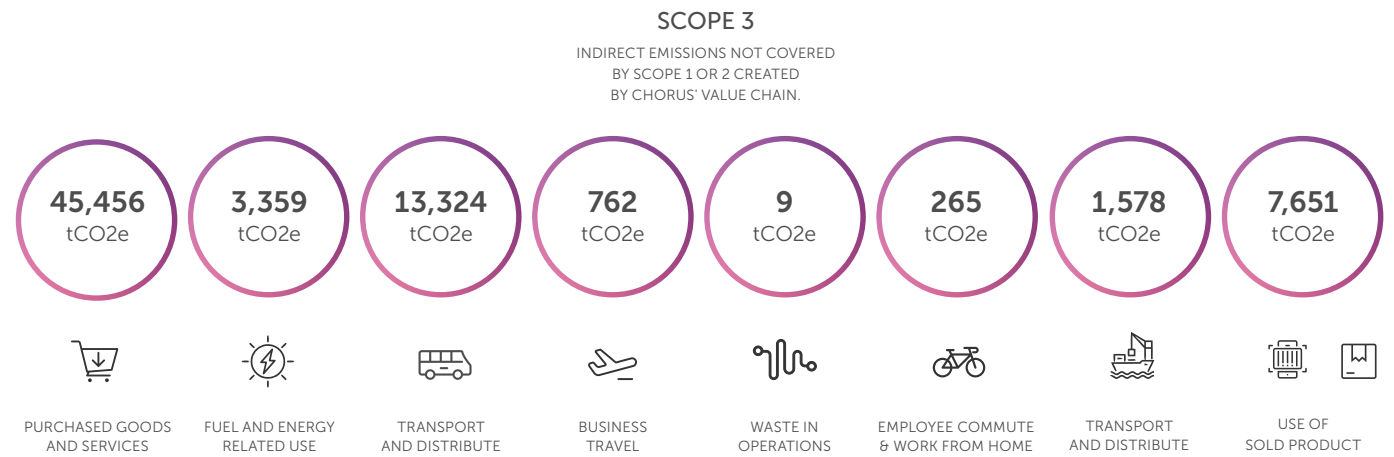 SCOPE 3
INDIRECT EMISSIONS NOT COVERED
BY SCOPE 1 OR 2 CREATED
BY CHORUS' VALUE CHAIN.
45,456
tCO2e
3,359
tCO2e
13,324
tCO2e
762
tCO2e
9
tCO2e
265
tCO2e
1,578
tCO2e
7,651
tCO2e
PURCHASED GOODS
AND SERVICES
FUEL AND ENERGY
RELATED USE
TRANSPORT
AND DISTRIBUTE
BUSINESS
TRAVEL
WASTE IN
OPERATIONS
EMPLOYEE COMMUTE
& WORK FROM HOME
TRANSPORT
AND DISTRIBUTE
USE OF
SOLD PRODUCT